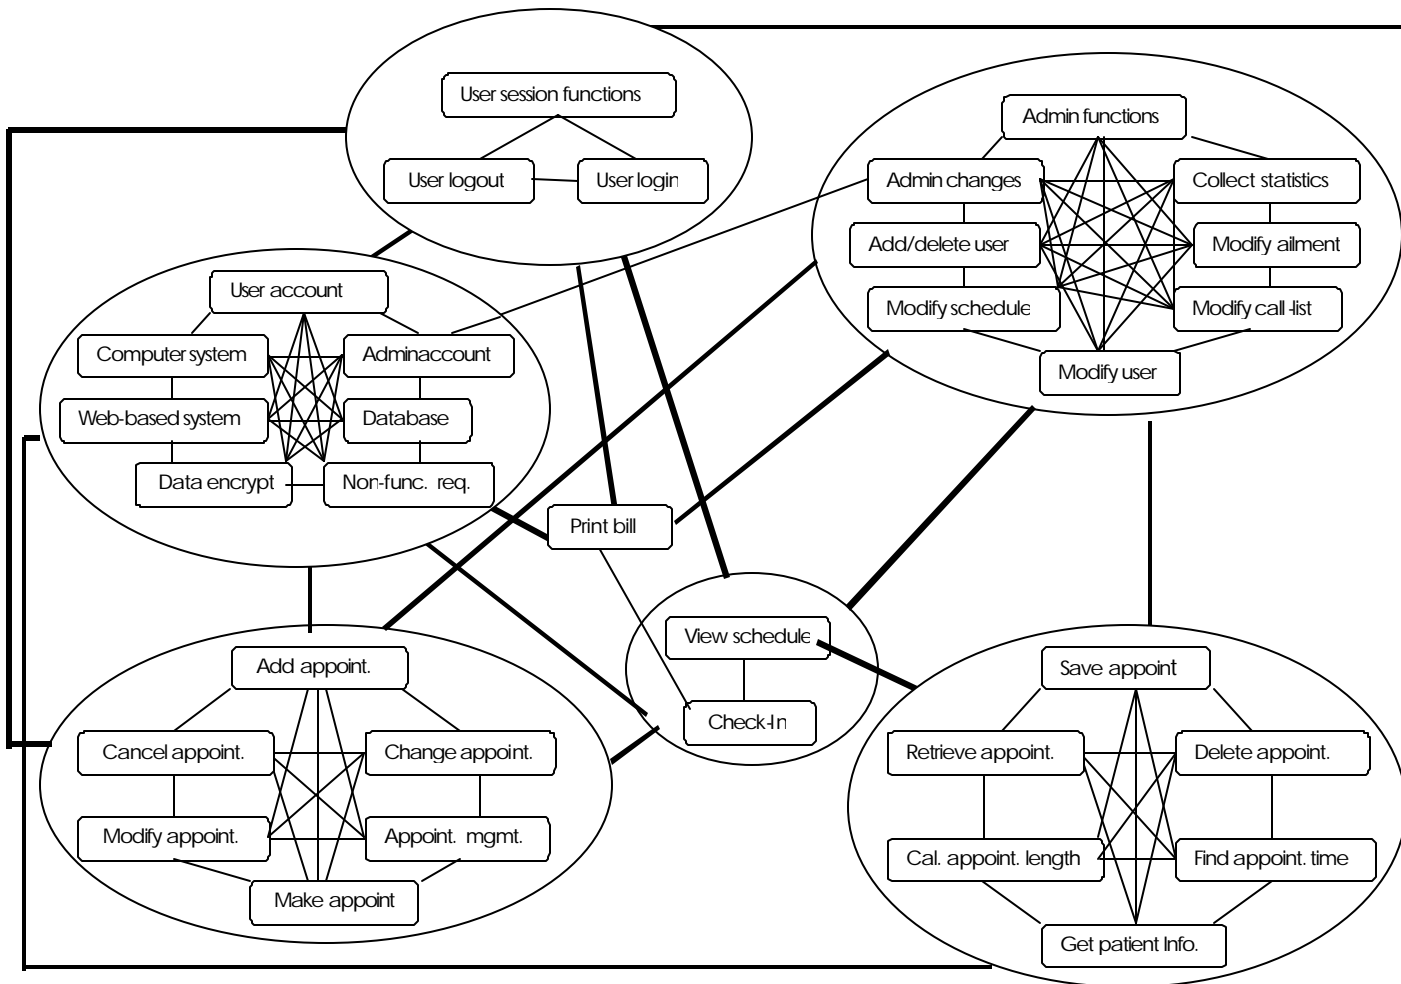 User session functions
User logout
User login
Admin functions
Admin changes
Collect statistics
Add/delete user
Modify ailment
Modify schedule
Modify call-list
Modify user
User account
Computer system
Adminaccount
Web-based system
Database
Data encrypt
Non-func. req.
Print bill
View schedule
Check-In
Add appoint.
Cancel appoint.
Change appoint.
Modify appoint.
Appoint. mgmt.
Make appoint
Save appoint
Retrieve appoint.
Delete appoint.
Cal. appoint. length
Find appoint. time
Get patient Info.